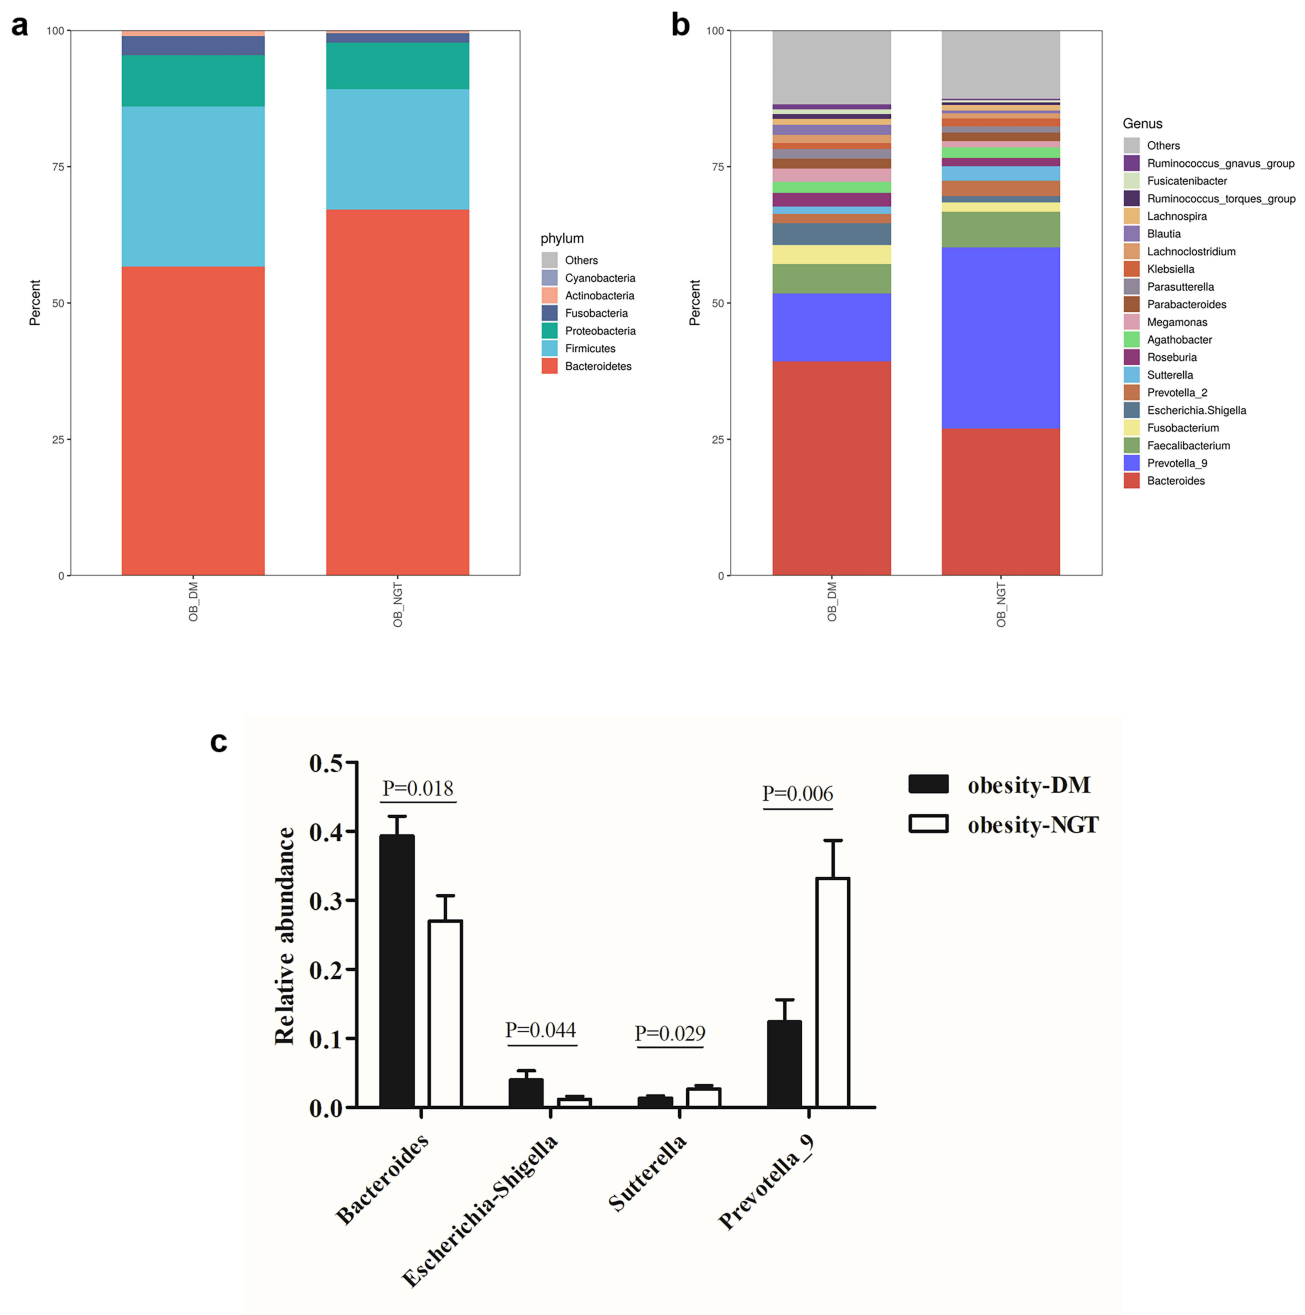 a
100
75
50
25
0
Percent
OB_DM
OB_NGT
phylum
Others
Cyanobacteria
Actinobacteria
Fusobacteria
Proteobacteria
Firmicutes
Bacteroidetes
b
100
75
50
25
0
Percent
OB_DM
OB_NGT
Genus
Others
Ruminococcus_gnavus_group
Fusicatenibacter
Ruminococcus_torques_group
Lachnospira
Blautia
Lachnoclostridium
Klebsiella
Parasutterella
Parabacteroides
Megamonas
Agathobacter
Roseburia
Sutterella
Prevotella_2
Escherichia.Shigella
Fusobacterium
Faecalibacterium
Prevotella_9
Bacteroides
c
0.5
0.4
0.3
0.2
0.1
0.0
Relative abundance
P=0.018
P=0.044
P=0.029
P=0.006
Bacteroides
Escherichia-Shigella
Sutterella
Prevotella_9
obesity-DM
obesity-NGT